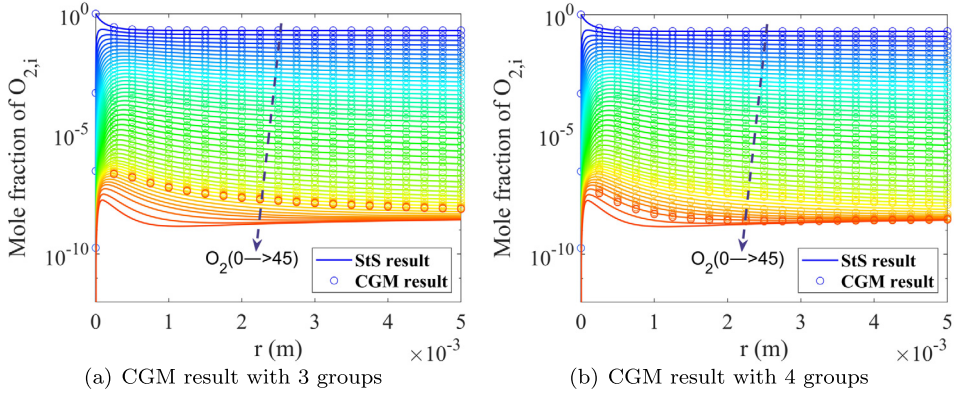 10^0
10^-5
10^-10
Mole fraction of O_2,i
O_2(0—>45)
StS result
CGM result
0 1 2 3 4 5
r (m) ×10^-3
(a) CGM result with 3 groups
10^0
10^-5
10^-10
Mole fraction of O_2,i
O_2(0—>45)
StS result
CGM result
0 1 2 3 4 5
r (m) ×10^-3
(b) CGM result with 4 groups